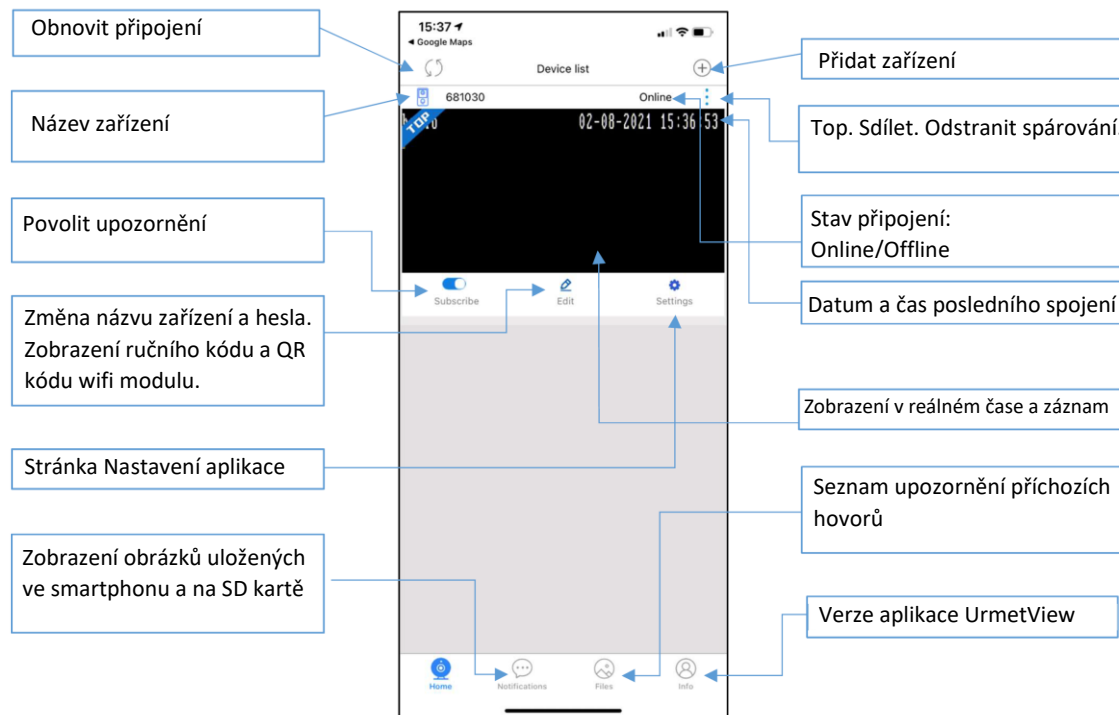 Obnovit připojení
Název zařízení
Povolit upozornění
Změna názvu zařízení a hesla.
Zobrazení ručního kódu a QR
kódu wifi modulu.
Stránka Nastavení aplikace
Zobrazení obrázků uložených
ve smartphonu a na SD kartě
15:37
Google Maps
Device list
681030
Online
TOP
02-08-2021 15:36:53
Subscribe
Edit
Settings
Home
Notifications
Files
Info
Přidat zařízení
Top. Sdílet. Odstranit spárování.
Stav připojení:
Online/Offline
Datum a čas posledního spojení
Zobrazení v reálném čase a záznam
Seznam upozornění příchozích
hovorů
Verze aplikace UrmetView